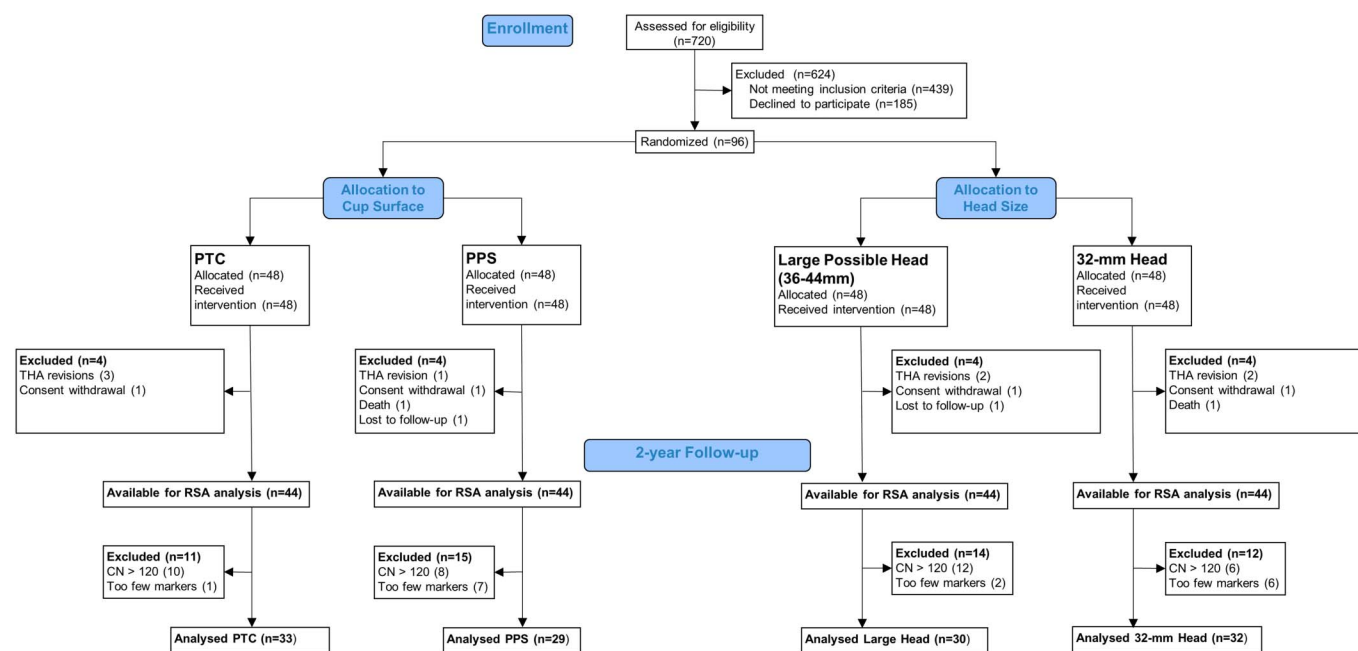 Enrollment
Assessed for eligibility
(n=720)
Excluded (n=624)
Not meeting inclusion criteria (n=439)
Declined to participate (n=185)
Randomized (n=96)
Allocation to
Cup Surface
Allocation to
Head Size
PTC
Allocated (n=48)
Received
intervention (n=48)
PPS
Allocated (n=48)
Received
intervention (n=48)
Large Possible Head
(36-44mm)
Allocated (n=48)
Received intervention (n=48)
32-mm Head
Allocated (n=48)
Received
intervention (n=48)
Excluded (n=4)
THA revisions (3)
Consent withdrawal (1)
Excluded (n=4)
THA revision (1)
Consent withdrawal (1)
Death (1)
Lost to follow-up (1)
Excluded (n=4)
THA revisions (2)
Consent withdrawal (1)
Lost to follow-up (1)
Excluded (n=4)
THA revision (2)
Consent withdrawal (1)
Death (1)
2-year Follow-up
Available for RSA analysis (n=44)
Available for RSA analysis (n=44)
Available for RSA analysis (n=44)
Available for RSA analysis (n=44)
Excluded (n=11)
CN > 120 (10)
Too few markers (1)
Excluded (n=15)
CN > 120 (8)
Too few markers (7)
Excluded (n=14)
CN > 120 (12)
Too few markers (2)
Excluded (n=12)
CN > 120 (6)
Too few markers (6)
Analysed PTC (n=33)
Analysed PPS (n=29)
Analysed Large Head (n=30)
Analysed 32-mm Head (n=32)